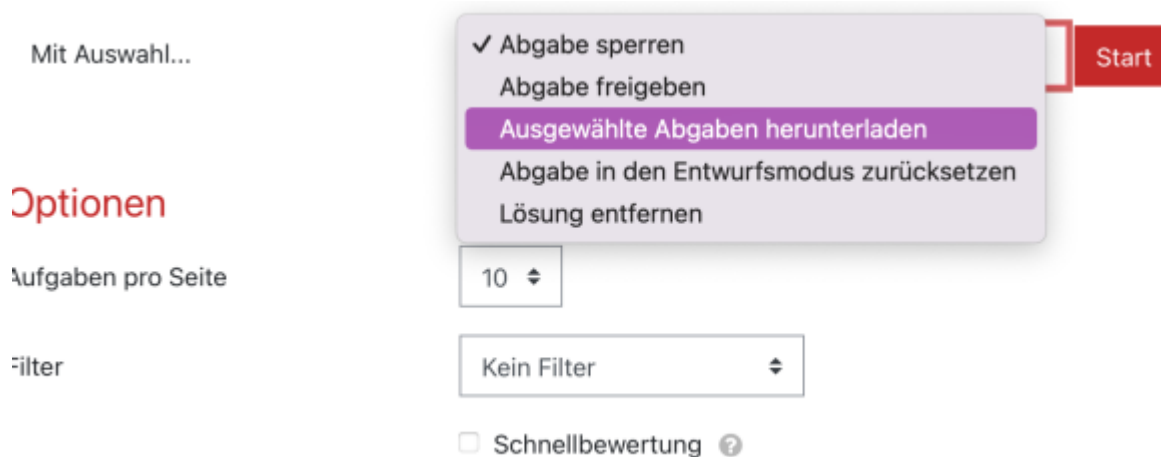 Mit Auswahl...
✓ Abgabe sperren
Abgabe freigeben
Ausgewählte Abgaben herunterladen
Abgabe in den Entwurfsmodus zurücksetzen
Lösung entfernen
Start
Optionen
Aufgaben pro Seite
10
Filter
Kein Filter
Schnellbewertung